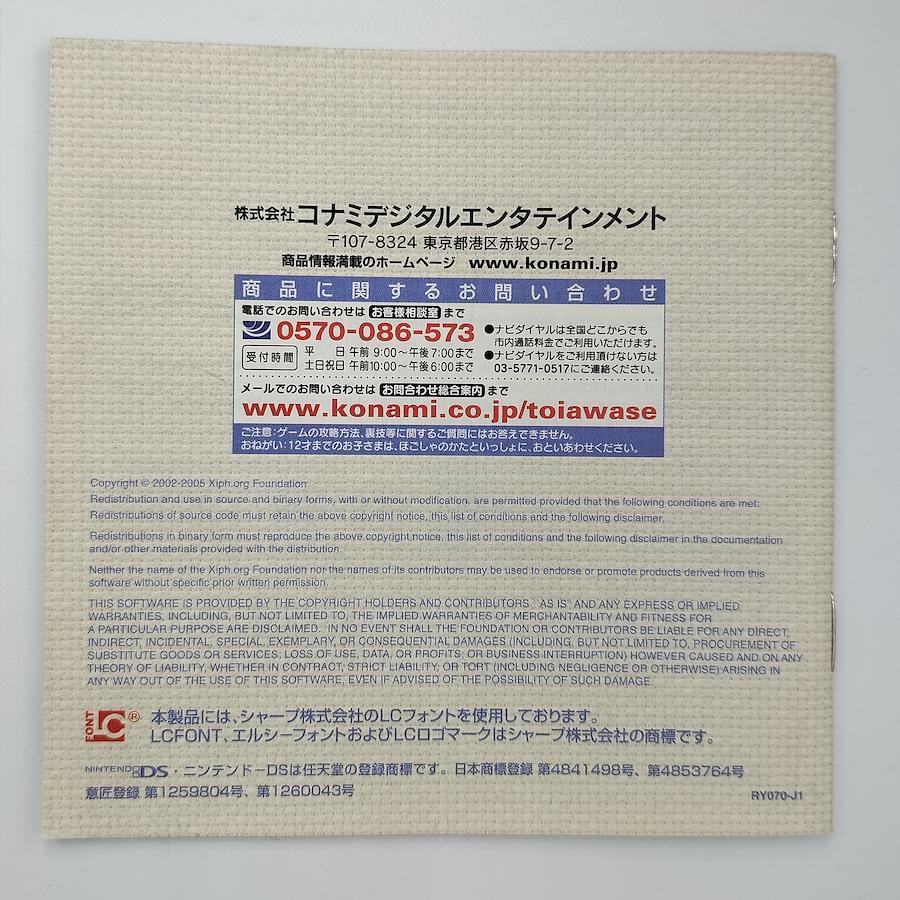 株式会社コナミデジタルエンタテインメント
〒107-8324 東京都港区赤坂9-7-2
商品情報満載のホームページ www.konami.jp
商品に関するお問い合わせ
電話でのお問い合わせは お客様相談室 まで
0570-086-573
受付時間
平 日 午前 9:00～午後7:00まで
土日祝日 午前10:00～午後6:00まで
●ナビダイヤルは全国どこからでも
市内通話料金でご利用いただけます。
●ナビダイヤルをご利用頂けない方は
03-5771-0517にご連絡ください。
メールでのお問い合わせは お問合わせ総合案内 まで
www.konami.co.jp/toiawase
ご注意：ゲームの攻略方法、裏技等に関するご質問にはお答えできません。
おねがい：12才までのお子さまは、ほごしゃのかたといっしょに、おといあわせください。
Copyright © 2002-2005 Xiph.org Foundation
Redistribution and use in source and binary forms, with or without modification, are permitted provided that the following conditions are met:
Redistributions of source code must retain the above copyright notice, this list of conditions and the following disclaimer.
Redistributions in binary form must reproduce the above copyright notice, this list of conditions and the following disclaimer in the documentation
and/or other materials provided with the distribution.
Neither the name of the Xiph.org Foundation nor the names of its contributors may be used to endorse or promote products derived from this
software without specific prior written permission.
THIS SOFTWARE IS PROVIDED BY THE COPYRIGHT HOLDERS AND CONTRIBUTORS ``AS IS'' AND ANY EXPRESS OR IMPLIED
WARRANTIES, INCLUDING, BUT NOT LIMITED TO, THE IMPLIED WARRANTIES OF MERCHANTABILITY AND FITNESS FOR
A PARTICULAR PURPOSE ARE DISCLAIMED. IN NO EVENT SHALL THE FOUNDATION OR CONTRIBUTORS BE LIABLE FOR ANY DIRECT,
INDIRECT, INCIDENTAL, SPECIAL, EXEMPLARY, OR CONSEQUENTIAL DAMAGES (INCLUDING, BUT NOT LIMITED TO, PROCUREMENT OF
SUBSTITUTE GOODS OR SERVICES; LOSS OF USE, DATA, OR PROFITS; OR BUSINESS INTERRUPTION) HOWEVER CAUSED AND ON ANY
THEORY OF LIABILITY, WHETHER IN CONTRACT, STRICT LIABILITY, OR TORT (INCLUDING NEGLIGENCE OR OTHERWISE) ARISING IN
ANY WAY OUT OF THE USE OF THIS SOFTWARE, EVEN IF ADVISED OF THE POSSIBILITY OF SUCH DAMAGE.
LC FONT ® 本製品には、シャープ株式会社のLCフォントを使用しております。
LCFONT、エルシーフォントおよびLCロゴマークはシャープ株式会社の商標です。
NINTENDO DS・ニンテンドーDSは任天堂の登録商標です。日本商標登録 第4841498号、第4853764号
意匠登録 第1259804号、第1260043号
RY070-J1